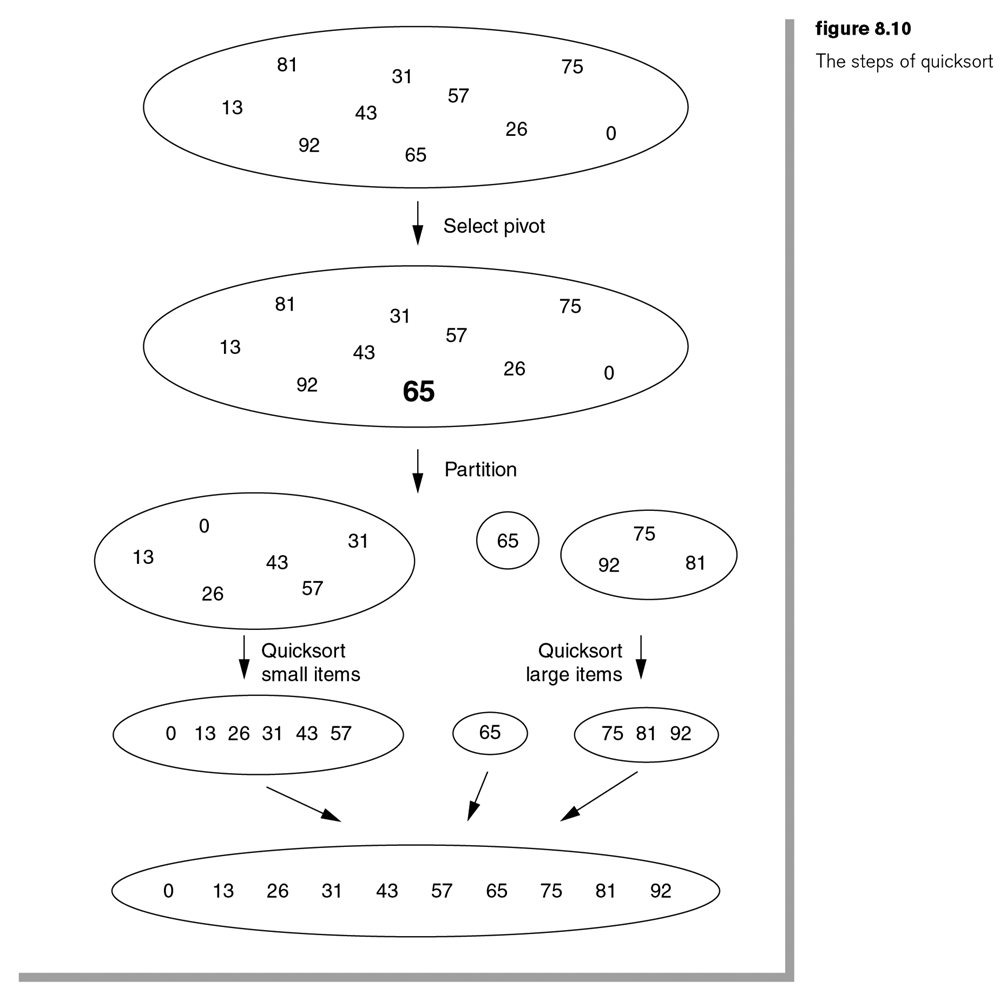 figure 8.10
The steps of quicksort
81
31
75
13
43
57
92
65
26
0
Select pivot
81
31
75
13
43
57
92
65
26
0
Partition
0
13
43
31
26
57
65
75
92
81
Quicksort
small items
Quicksort
large items
0 13 26 31 43 57
65
75 81 92
0 13 26 31 43 57 65 75 81 92